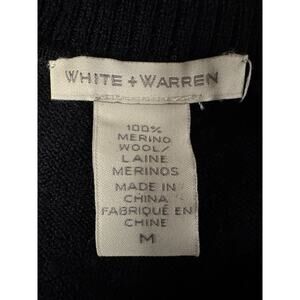 WHITE + WARREN
100%
MERINO
WOOL/
LAINE
MERINOS
MADE IN
CHINA
FABRIQUÉ EN
CHINE
M